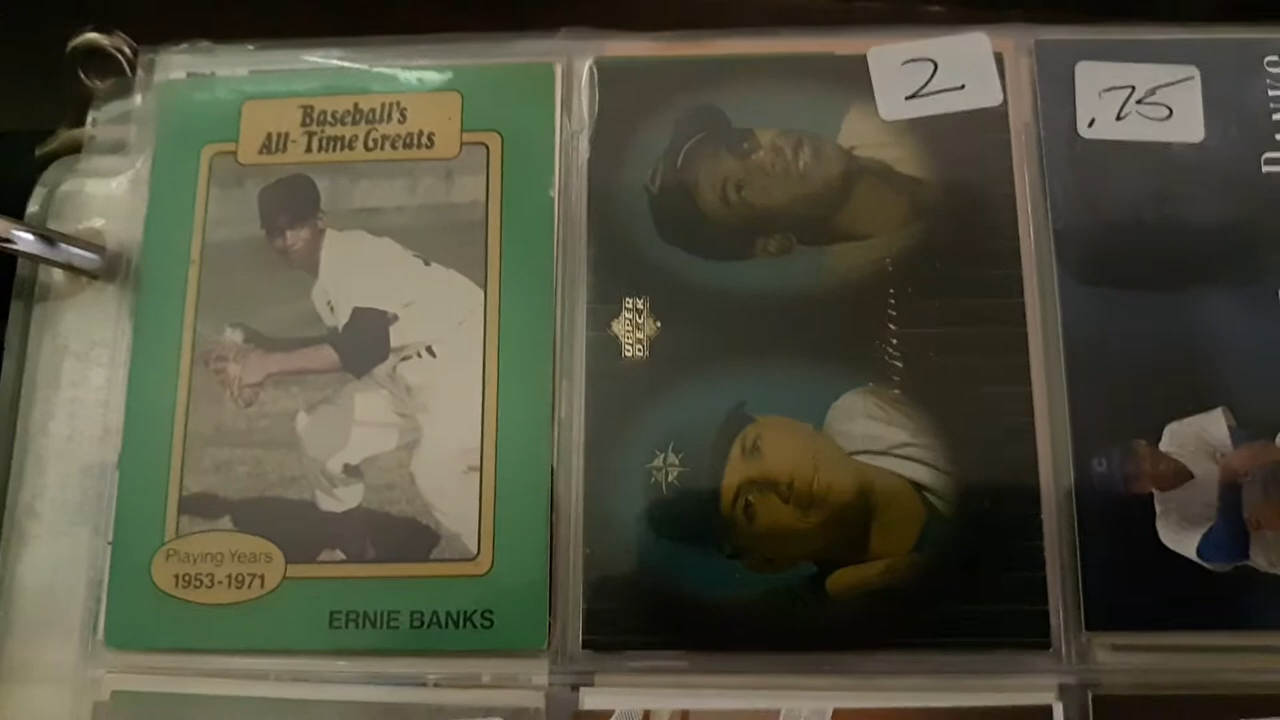 Baseball's
All-Time Greats
Playing Years
1953-1971
ERNIE BANKS
2
UPPER
DECK
.75